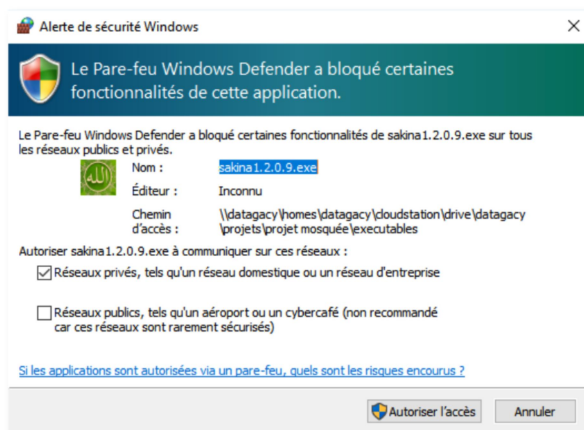 Alerte de sécurité Windows
Le Pare-feu Windows Defender a bloqué certaines
fonctionnalités de cette application.
Le Pare-feu Windows Defender a bloqué certaines fonctionnalités de sakina1.2.0.9.exe sur tous
les réseaux publics et privés.
الله
Nom : sakina1.2.0.9.exe
Éditeur : Inconnu
Chemin d'accès : \\datagacy\homes\datagacy\cloudstation\drive\datagacy
\projets\projet mosquée\executables
Autoriser sakina1.2.0.9.exe à communiquer sur ces réseaux :
Réseaux privés, tels qu'un réseau domestique ou un réseau d'entreprise
Réseaux publics, tels qu'un aéroport ou un cybercafé (non recommandé
car ces réseaux sont rarement sécurisés)
Si les applications sont autorisées via un pare-feu, quels sont les risques encourus ?
Autoriser l'accès Annuler